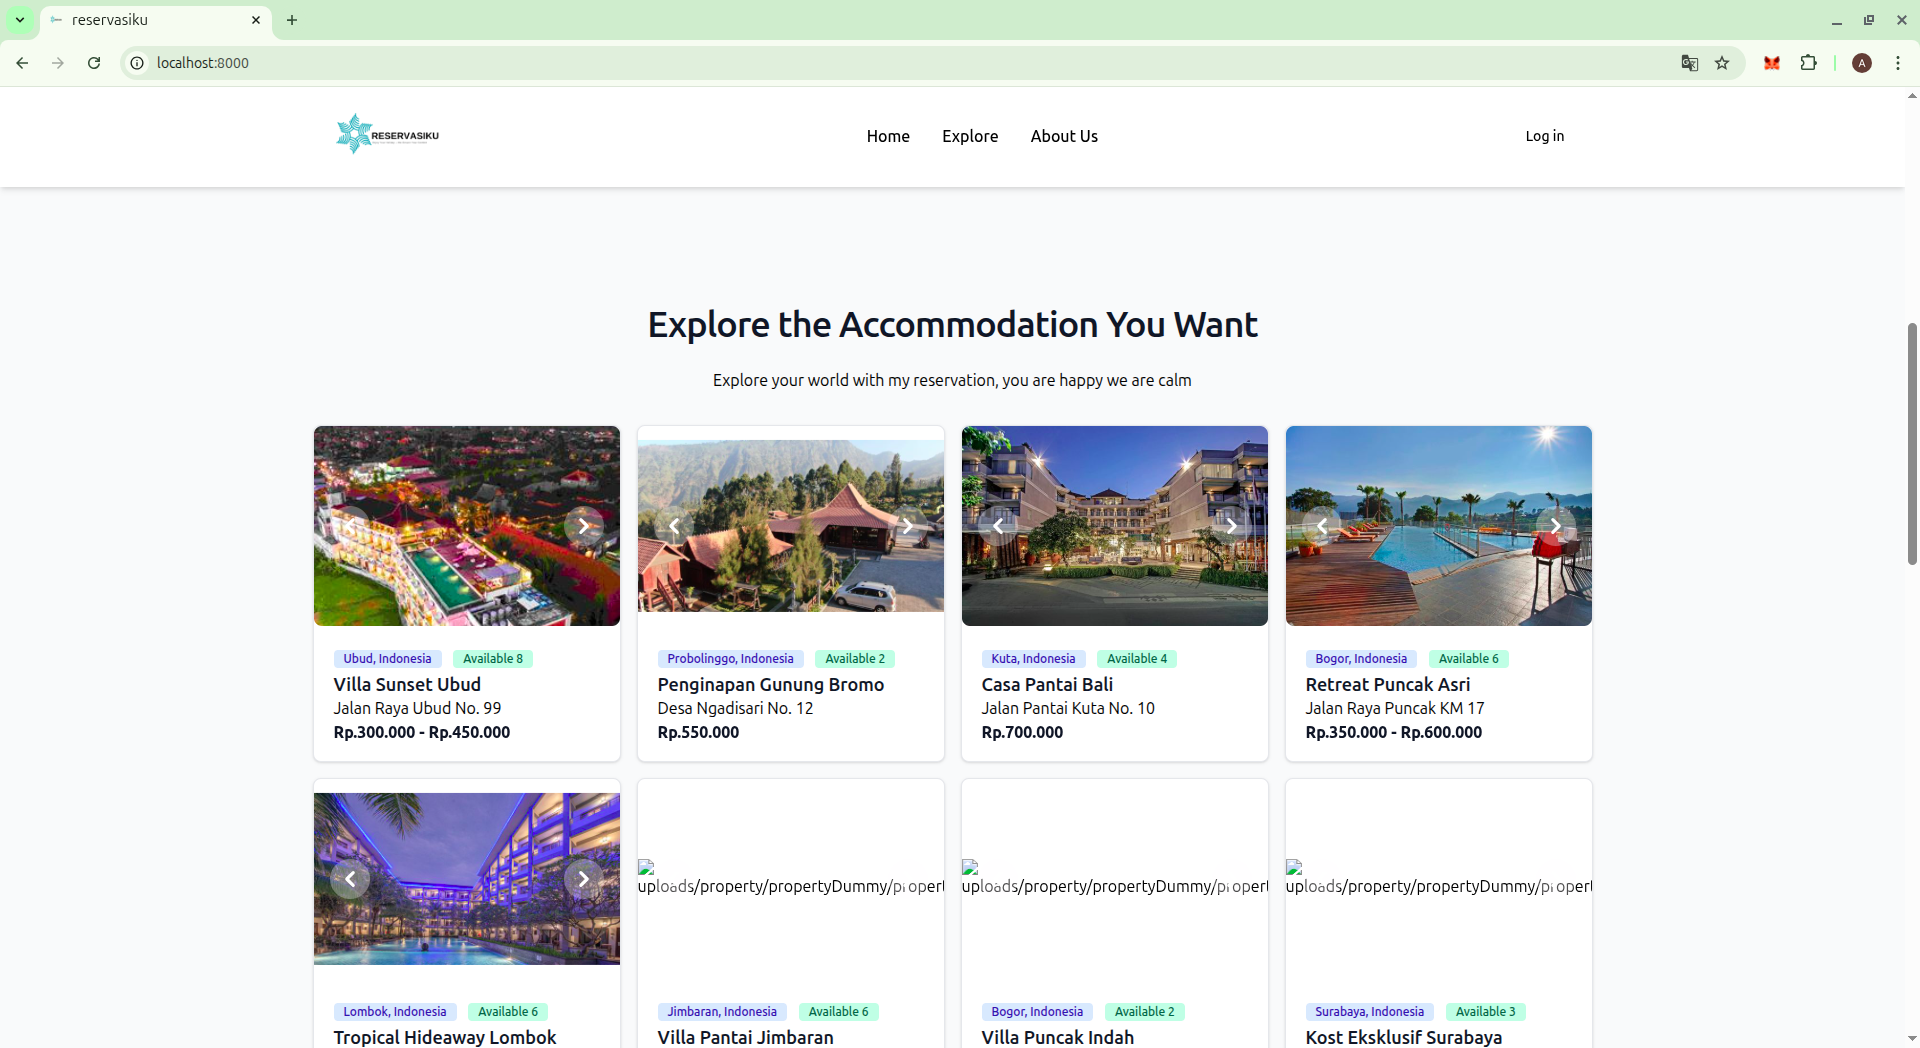 reservasiku
localhost:8000
RESERVASIKU
Home
Explore
About Us
Log in
Explore the Accommodation You Want
Explore your world with my reservation, you are happy we are calm
Ubud, Indonesia
Available 8
Villa Sunset Ubud
Jalan Raya Ubud No. 99
Rp.300.000 - Rp.450.000
Probolinggo, Indonesia
Available 2
Penginapan Gunung Bromo
Desa Ngadisari No. 12
Rp.550.000
Kuta, Indonesia
Available 4
Casa Pantai Bali
Jalan Pantai Kuta No. 10
Rp.700.000
Bogor, Indonesia
Available 6
Retreat Puncak Asri
Jalan Raya Puncak KM 17
Rp.350.000 - Rp.600.000
Lombok, Indonesia
Available 6
Tropical Hideaway Lombok
uploads/property/propertyDummy/propert
Jimbaran, Indonesia
Available 6
Villa Pantai Jimbaran
uploads/property/propertyDummy/propert
Bogor, Indonesia
Available 2
Villa Puncak Indah
uploads/property/propertyDummy/propert
Surabaya, Indonesia
Available 3
Kost Eksklusif Surabaya